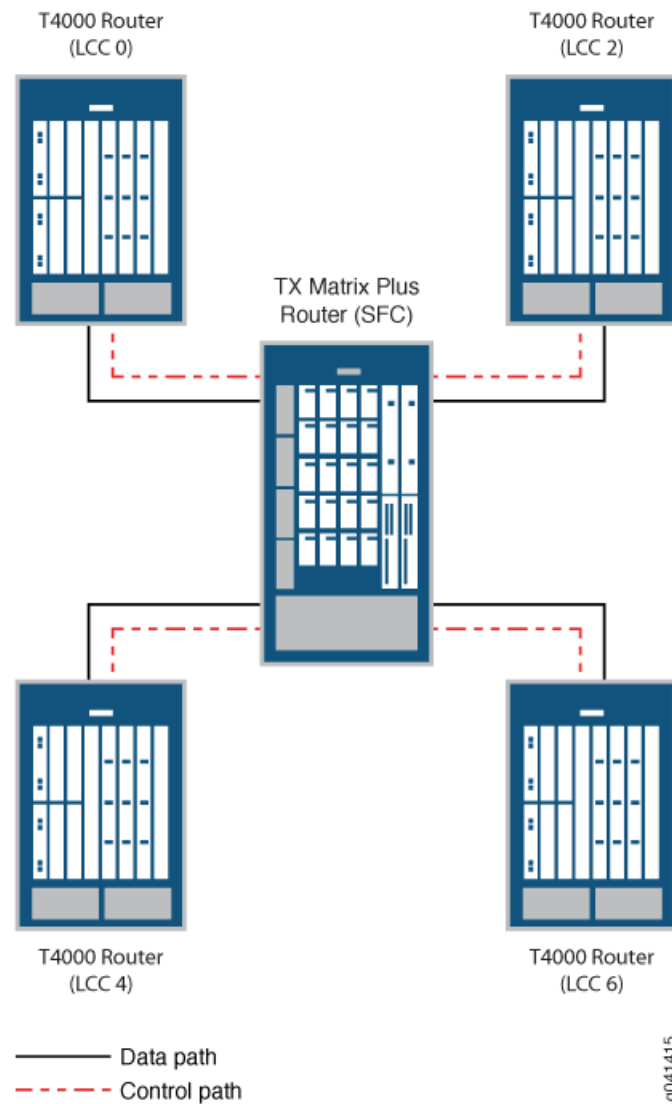 T4000 Router
(LCC 0)
T4000 Router
(LCC 2)
TX Matrix Plus
Router (SFC)
T4000 Router
(LCC 4)
T4000 Router
(LCC 6)
Data path
Control path
g041415